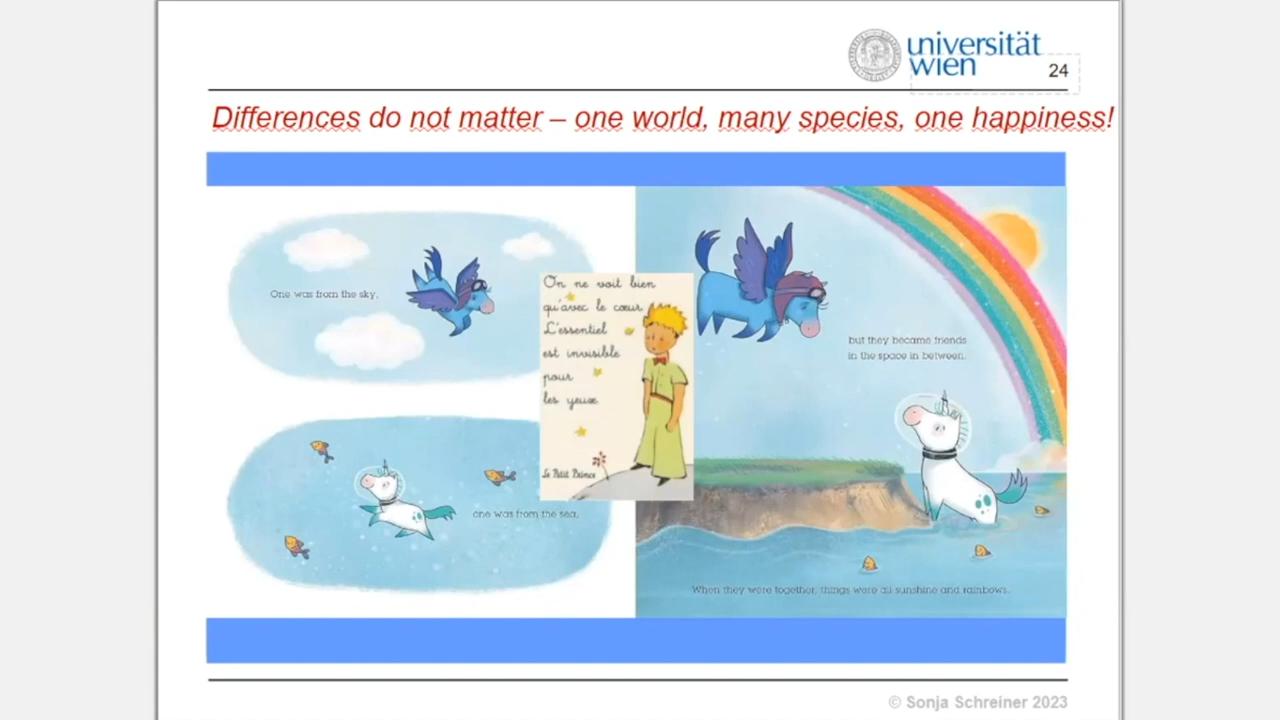 universität
wien
24
Differences do not matter – one world, many species, one happiness!
One was from the sky,
one was from the sea,
On ne voit bien
qu'avec le cœur.
L'essentiel
est invisible
pour
les yeux.
Le Petit Prince
but they became friends
in the space in between.
When they were together, things were all sunshine and rainbows.
© Sonja Schreiner 2023